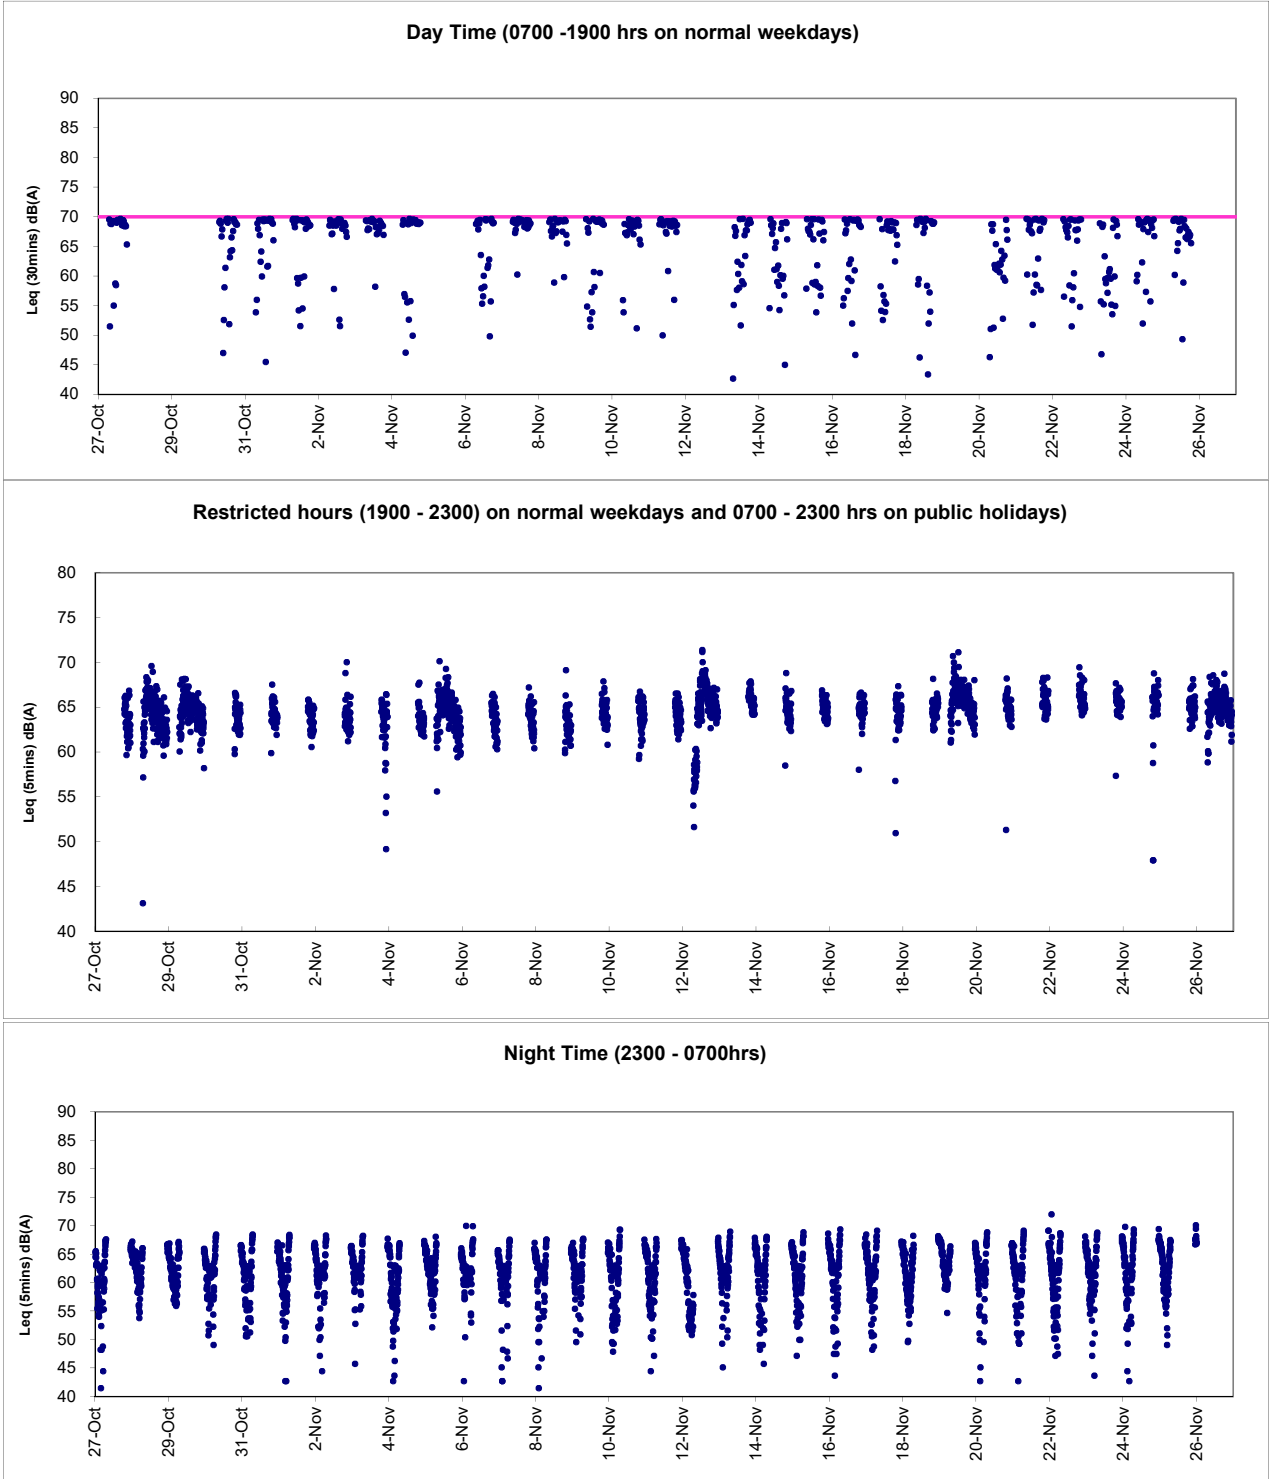 Day Time (0700 -1900 hrs on normal weekdays)
Leq (30mins) dB(A)
90
85
80
75
70
65
60
55
50
45
40
27-Oct
29-Oct
31-Oct
2-Nov
4-Nov
6-Nov
8-Nov
10-Nov
12-Nov
14-Nov
16-Nov
18-Nov
20-Nov
22-Nov
24-Nov
26-Nov
Restricted hours (1900 - 2300) on normal weekdays and 0700 - 2300 hrs on public holidays)
Leq (5mins) dB(A)
80
75
70
65
60
55
50
45
40
27-Oct
29-Oct
31-Oct
2-Nov
4-Nov
6-Nov
8-Nov
10-Nov
12-Nov
14-Nov
16-Nov
18-Nov
20-Nov
22-Nov
24-Nov
26-Nov
Night Time (2300 - 0700hrs)
Leq (5mins) dB(A)
90
85
80
75
70
65
60
55
50
45
40
27-Oct
29-Oct
31-Oct
2-Nov
4-Nov
6-Nov
8-Nov
10-Nov
12-Nov
14-Nov
16-Nov
18-Nov
20-Nov
22-Nov
24-Nov
26-Nov